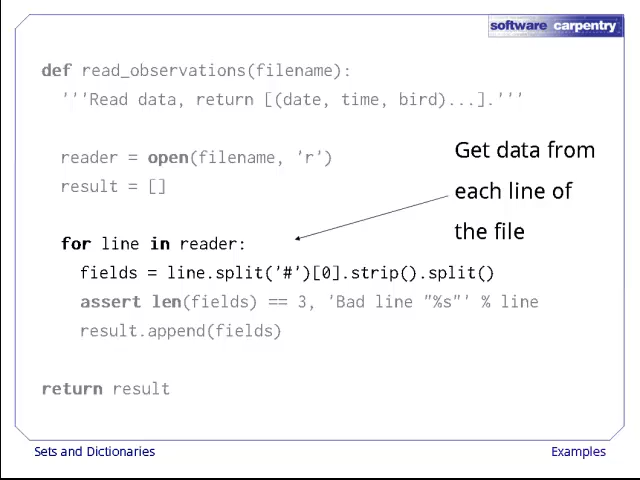 software carpentry
def read_observations(filename):
'''Read data, return [(date, time, bird)...].'''
reader = open(filename, 'r')
result = []
Get data from
each line of
the file
for line in reader:
fields = line.split('#')[0].strip().split()
assert len(fields) == 3, 'Bad line "%s"' % line
result.append(fields)
return result
Sets and Dictionaries
Examples